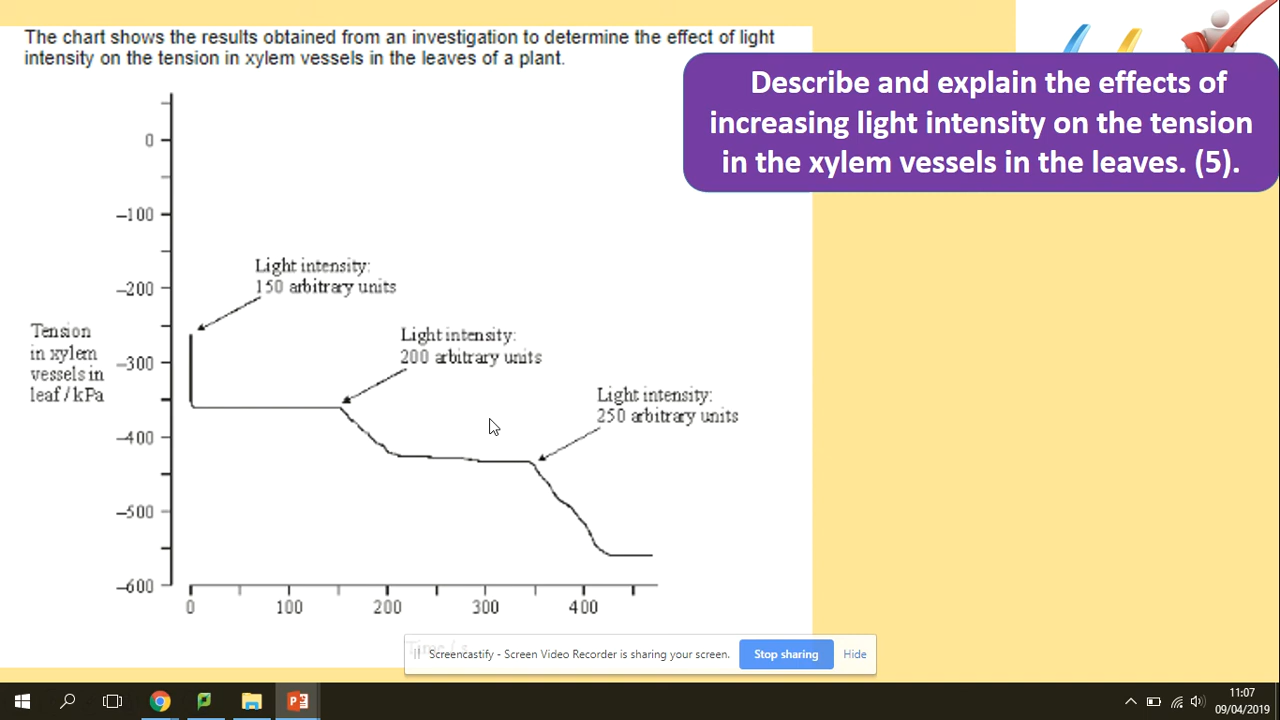 The chart shows the results obtained from an investigation to determine the effect of light
intensity on the tension in xylem vessels in the leaves of a plant.
Describe and explain the effects of
increasing light intensity on the tension
in the xylem vessels in the leaves. (5).
0
–100
–200
–300
–400
–500
–600
Tension
in xylem
vessels in
leaf / kPa
Light intensity:
150 arbitrary units
Light intensity:
200 arbitrary units
Light intensity:
250 arbitrary units
0 100 200 300 400
Screencastify - Screen Video Recorder is sharing your screen.
Stop sharing
Hide
11:07
09/04/2019